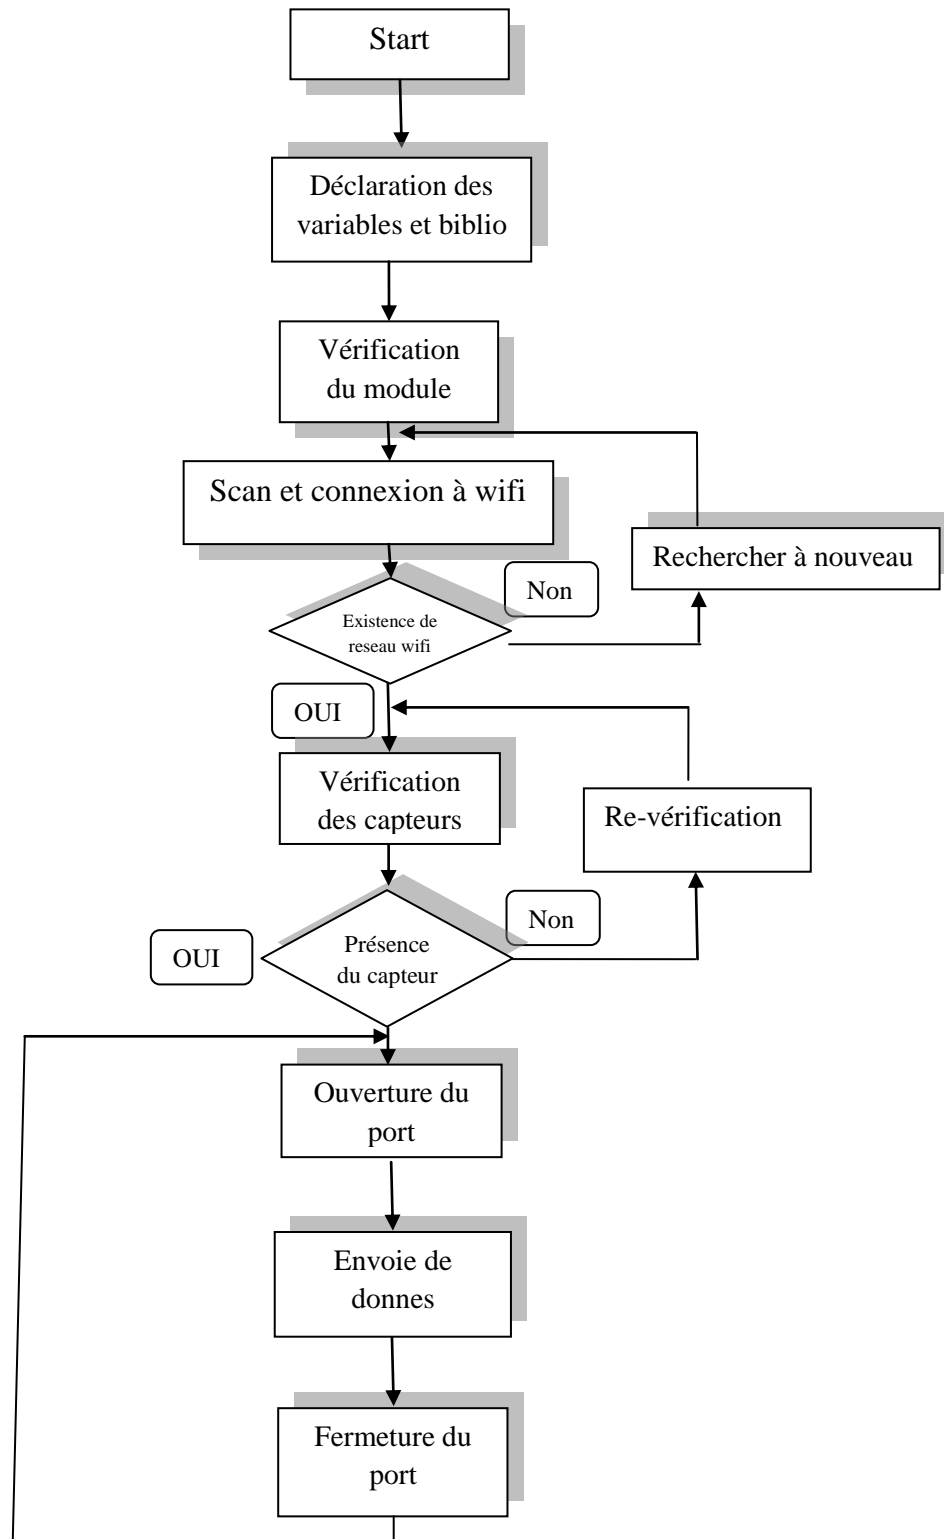 Start
Déclaration des
variables et biblio
Vérification
du module
Scan et connexion à wifi
Rechercher à nouveau
Non
Existence de
reseau wifi
OUI
Vérification
des capteurs
Re-vérification
Non
Présence
du capteur
OUI
Ouverture du
port
Envoie de
donnes
Fermeture du
port